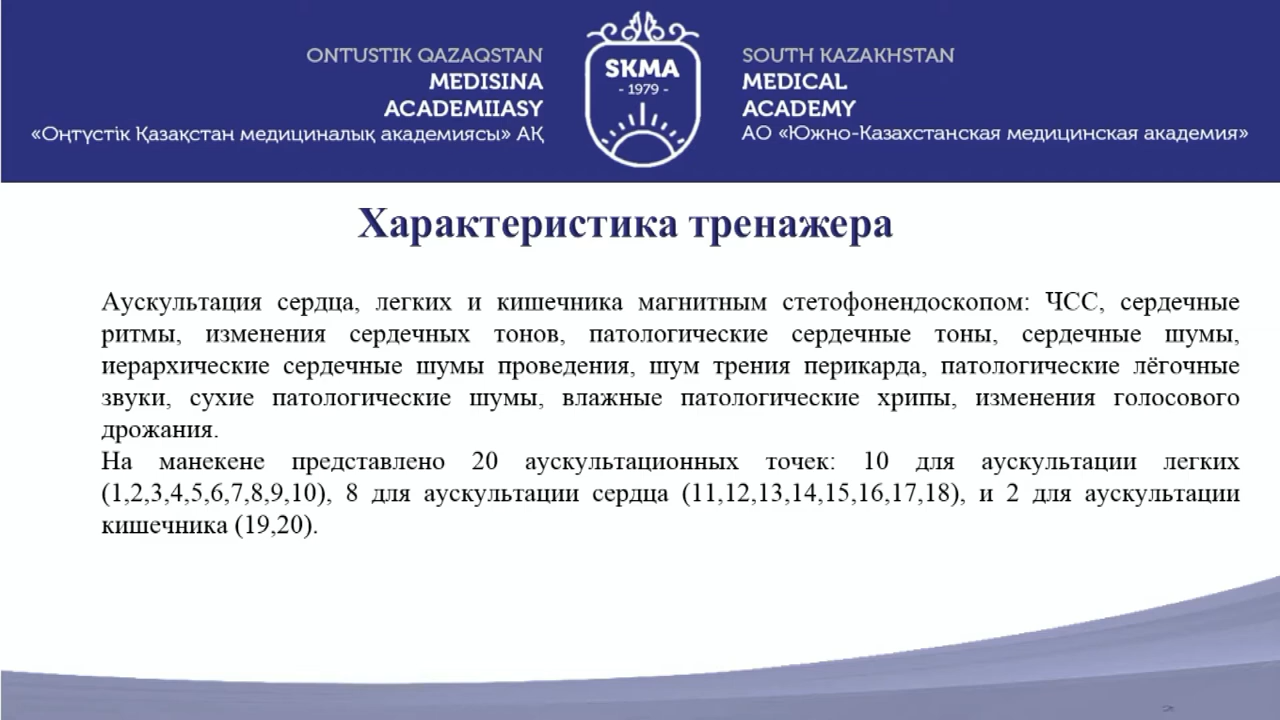 ONTUSTIK QAZAQSTAN
MEDISINA
ACADEMIIASY
«Оңтүстік Қазақстан медициналық академиясы» АҚ
SKMA
- 1979 -
SOUTH KAZAKHSTAN
MEDICAL
ACADEMY
АО «Южно-Казахстанская медицинская академия»
Характеристика тренажера
Аускультация сердца, легких и кишечника магнитным стетофонендоскопом: ЧСС, сердечные
ритмы, изменения сердечных тонов, патологические сердечные тоны, сердечные шумы,
иерархические сердечные шумы проведения, шум трения перикарда, патологические лёгочные
звуки, сухие патологические шумы, влажные патологические хрипы, изменения голосового
дрожания.
На манекене представлено 20 аускультационных точек: 10 для аускультации легких
(1,2,3,4,5,6,7,8,9,10), 8 для аускультации сердца (11,12,13,14,15,16,17,18), и 2 для аускультации
кишечника (19,20).